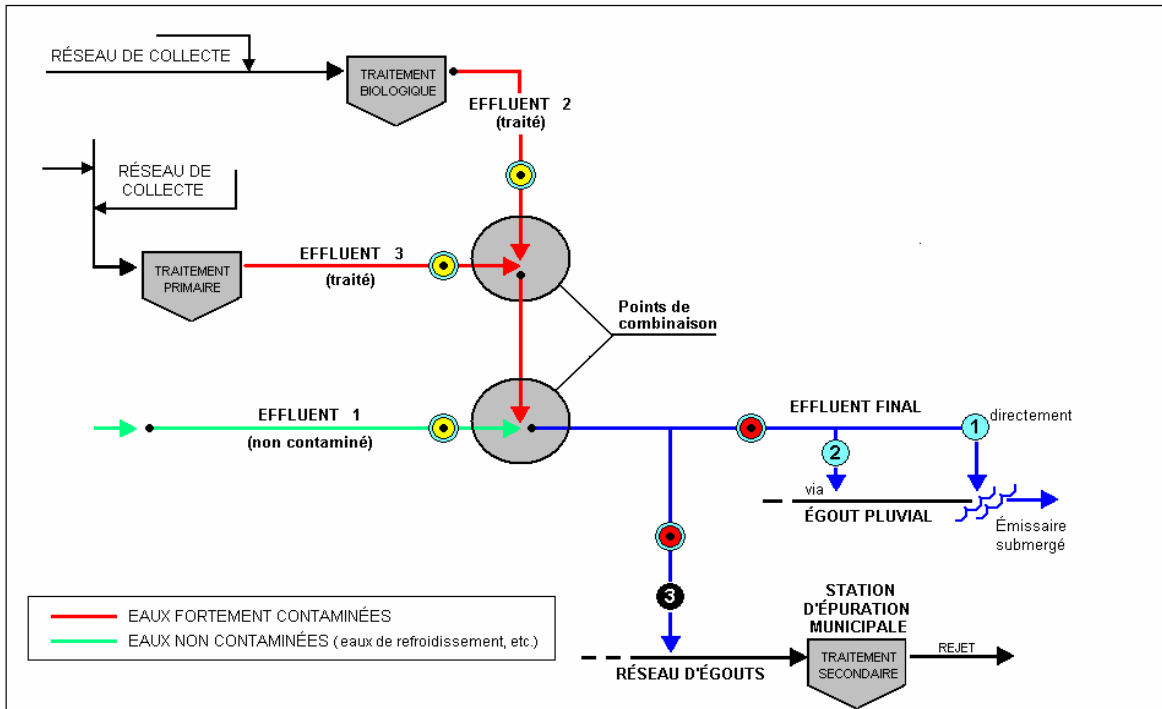 RÉSEAU DE COLLECTE
TRAITEMENT
BIOLOGIQUE
EFFLUENT 2
(traité)
RÉSEAU DE
COLLECTE
TRAITEMENT
PRIMAIRE
EFFLUENT 3
(traité)
Points de
combinaison
EFFLUENT 1
(non contaminé)
EFFLUENT FINAL
1
directement
2
via
ÉGOUT PLUVIAL
Émissaire
submergé
3
EAUX FORTEMENT CONTAMINÉES
EAUX NON CONTAMINÉES (eaux de refroidissement, etc.)
STATION
D'ÉPURATION
MUNICIPALE
RÉSEAU D'ÉGOUTS
TRAITEMENT
SECONDAIRE
REJET